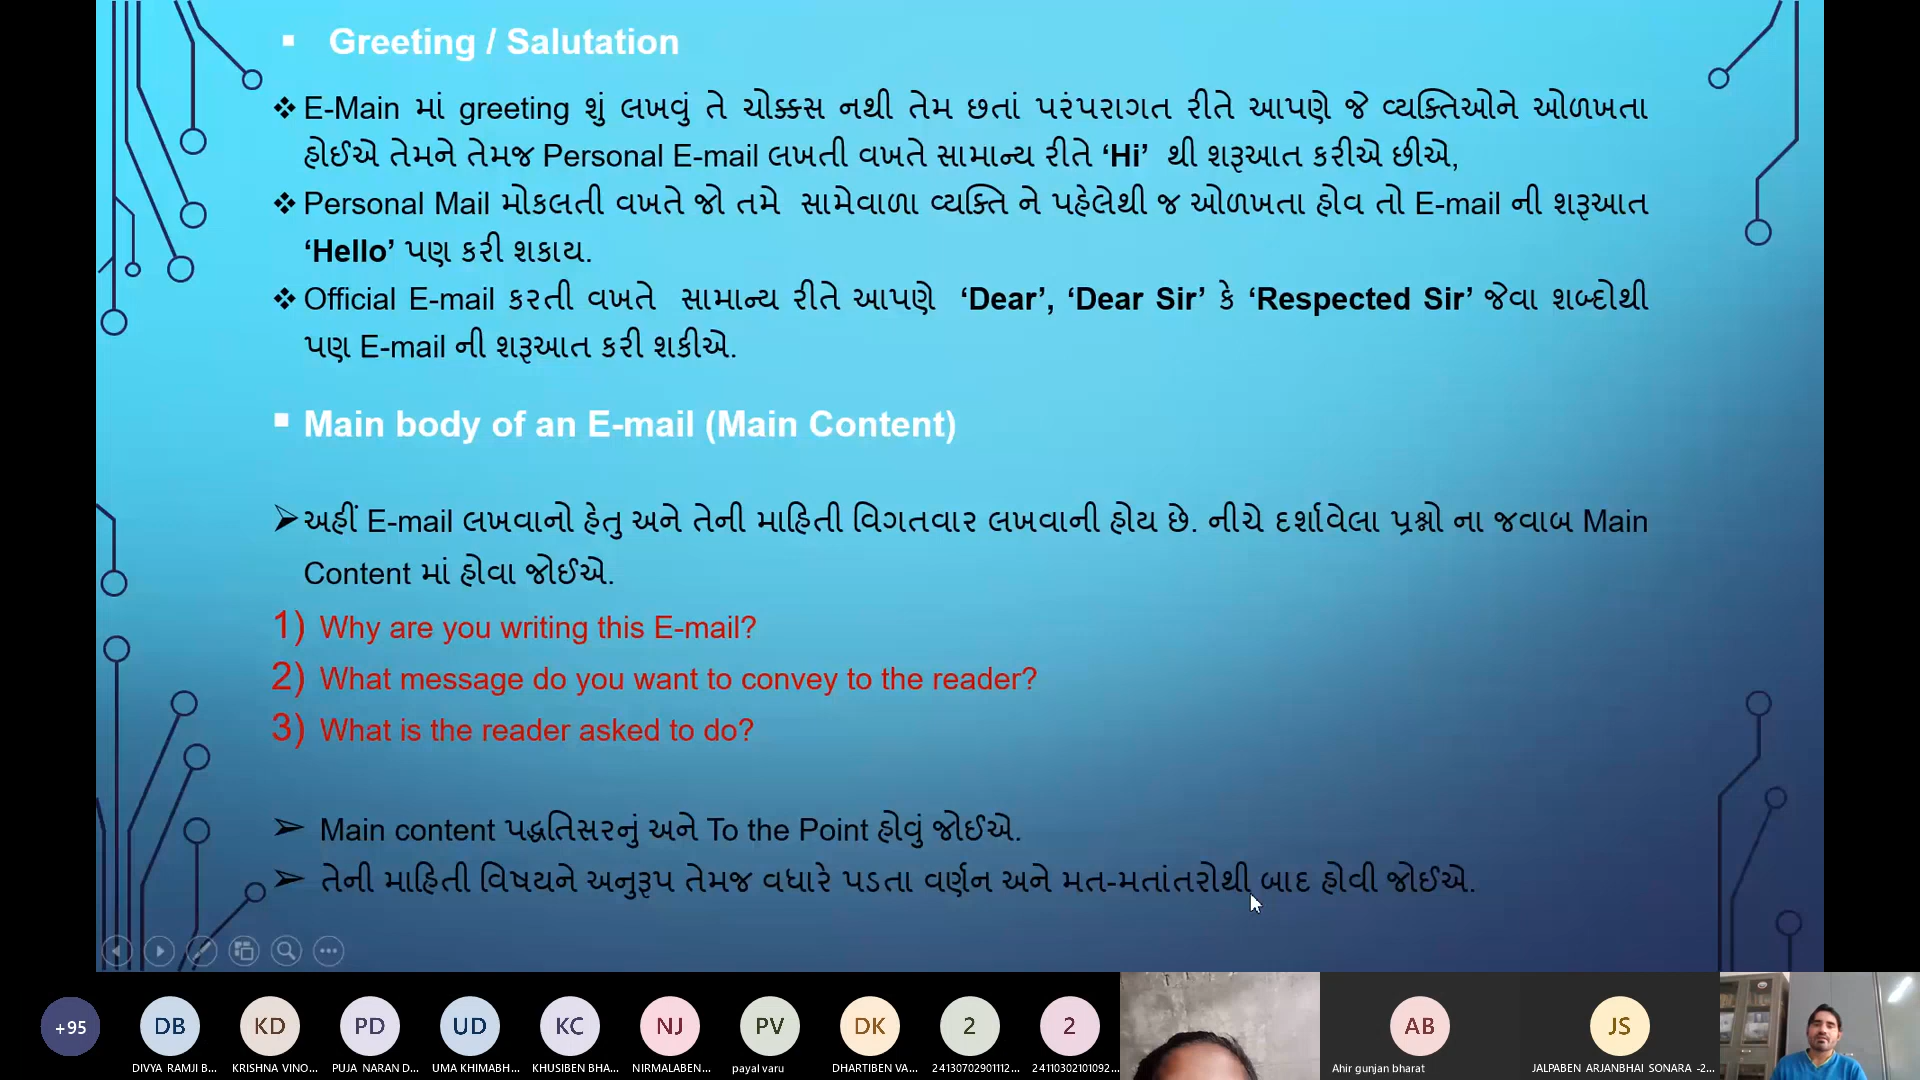 Greeting / Salutation
E-Main માં greeting શું લખવું તે ચોક્કસ નથી તેમ છતાં પરંપરાગત રીતે આપણે જે વ્યક્તિઓને ઓળખતા
હોઈએ તેમને તેમજ Personal E-mail લખતી વખતે સામાન્ય રીતે ‘Hi’ થી શરૂઆત કરીએ છીએ,
Personal Mail મોકલતી વખતે જો તમે સામેવાળા વ્યક્તિ ને પહેલેથી જ ઓળખતા હોવ તો E-mail ની શરૂઆત
‘Hello’ પણ કરી શકાય.
Official E-mail કરતી વખતે સામાન્ય રીતે આપણે ‘Dear’, ‘Dear Sir’ કે ‘Respected Sir’ જેવા શબ્દોથી
પણ E-mail ની શરૂઆત કરી શકીએ.
Main body of an E-mail (Main Content)
અહીં E-mail લખવાનો હેતુ અને તેની માહિતી વિગતવાર લખવાની હોય છે. નીચે દર્શાવેલા પ્રશ્નો ના જવાબ Main
Content માં હોવા જોઈએ.
1) Why are you writing this E-mail?
2) What message do you want to convey to the reader?
3) What is the reader asked to do?
Main content પદ્ધતિસરનું અને To the Point હોવું જોઈએ.
તેની માહિતી વિષયને અનુરૂપ તેમજ વધારે પડતા વર્ણન અને મત-મતાંતરોથી બાદ હોવી જોઈએ.
+95 DB KD PD UD KC NJ PV DK 2 2 AB JS
DIVYA RAMJI B... KRISHNA VINO... PUJA NARAN D... UMA KHIMABH... KHUSIBEN BHA... NIRMALABEN... payal varu DHARTIBEN VA... 24130702901112... 24110302101092... Ahir gunjan bharat JALPABEN ARJANBHAI SONARA -2...